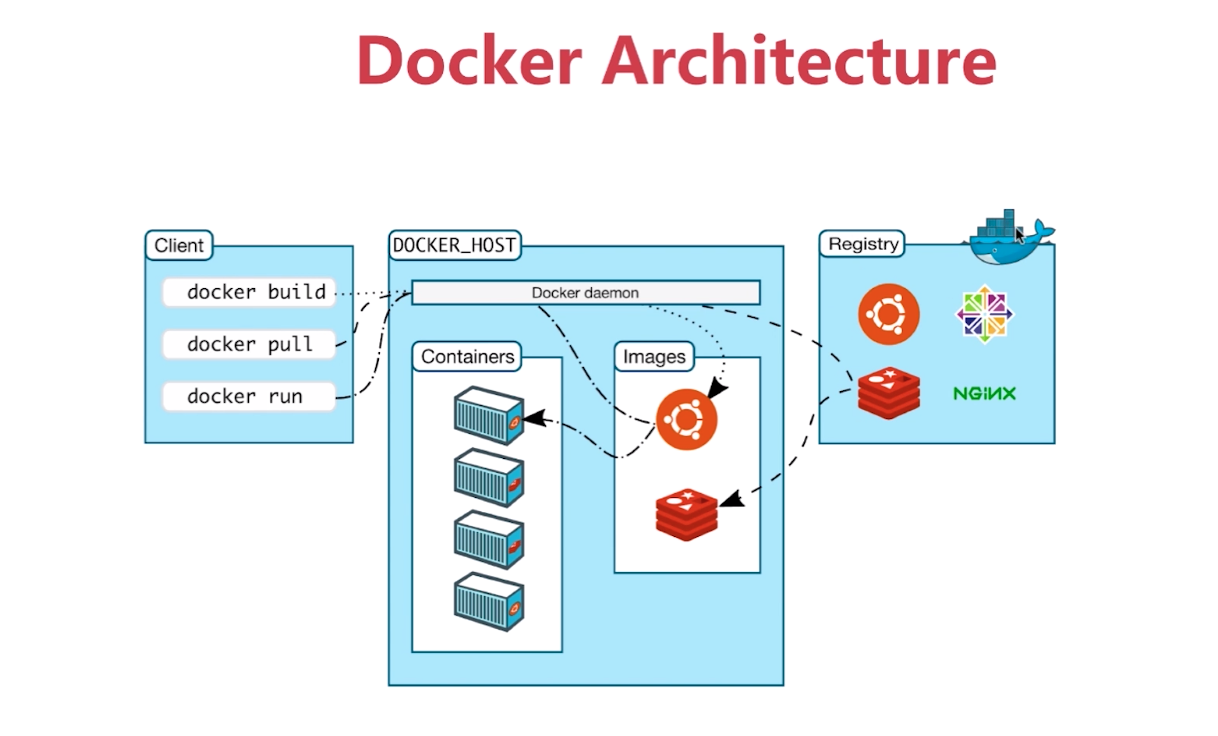 Docker Architecture
Client
docker build
docker pull
docker run
DOCKER_HOST
Docker daemon
Containers
Images
Registry
NGiNX